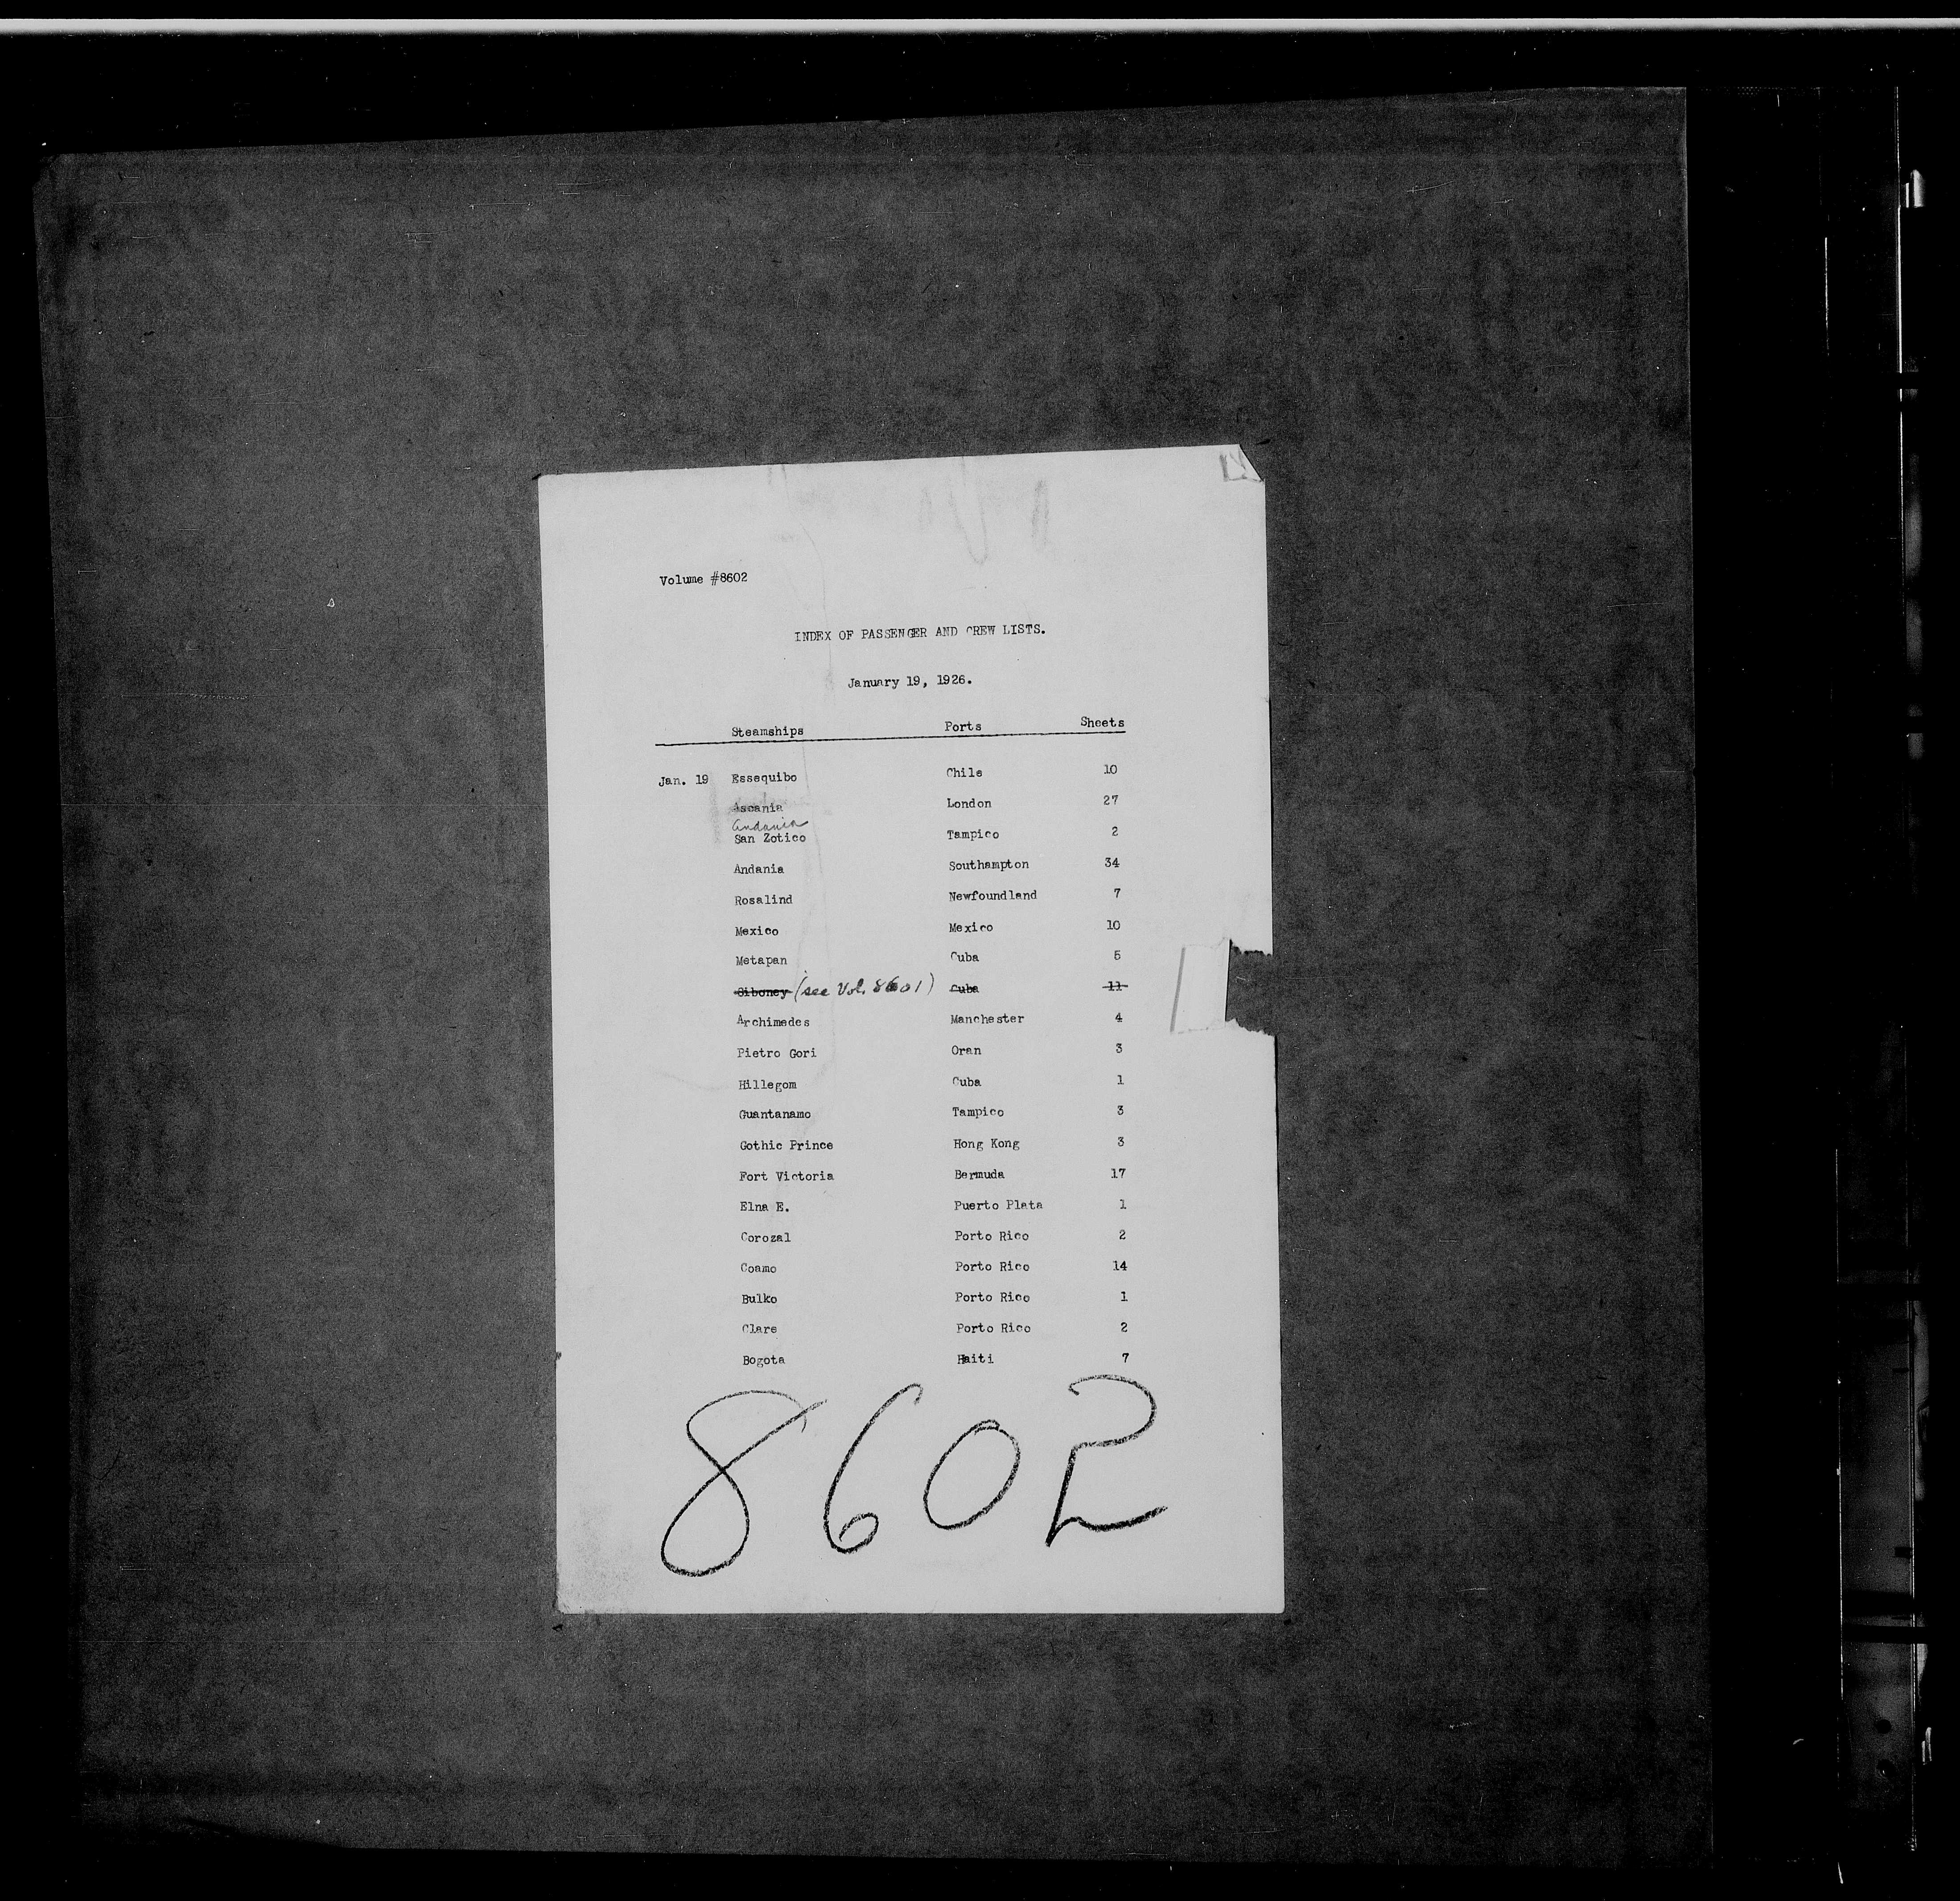 Volume #8602
INDEX OF PASSENGER AND CREW LISTS.
January 19, 1926.
Steamships Ports Sheets
Jan. 19 Essequibo Chile 10
Ascania London 27
Andania
San Zotico Tampico 2
Andania Southampton 34
Rosalind Newfoundland 7
Mexico Mexico 10
Metapan Cuba 5
Siboney (see Vol. 8601) Cuba 11
Archimedes Manchester 4
Pietro Gori Oran 3
Hillegom Cuba 1
Guantanamo Tampico 3
Gothic Prince Hong Kong 3
Fort Victoria Bermuda 17
Elna E. Puerto Plata 1
Corozal Porto Rico 2
Coamo Porto Rico 14
Bulko Porto Rico 1
Clare Porto Rico 2
Bogota Haiti 7
8602